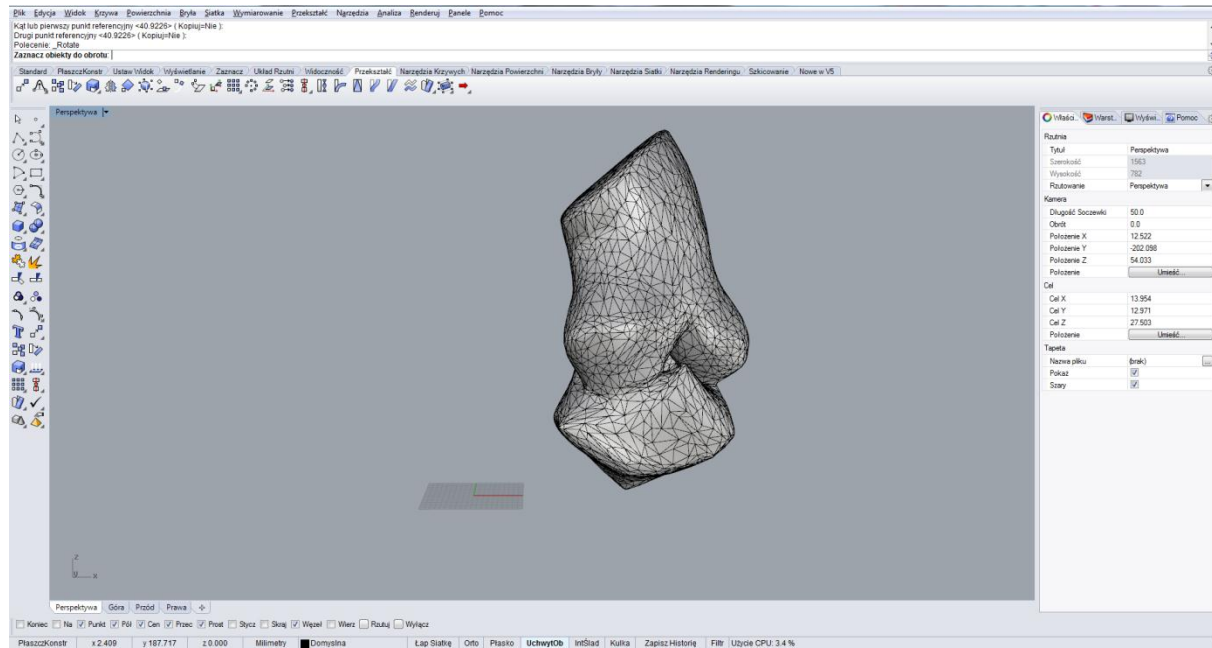 Plik Edycja Widok Krzywa Powierzchnia Bryła Siatka Wymiarowanie Przekształć Narzędzia Analiza Renderuj Panele Pomoc
Kąt lub pierwszy punkt referencyjny <40.9226> ( Kopiuj=Nie ):
Drugi punkt referencyjny <40.9226> ( Kopiuj=Nie ):
Polecenie: _Rotate
Zaznacz obiekty do obrotu:
Standard PłaszczKonstr Ustaw Widok Wyświetlanie Zaznacz Układ Rzutni Widoczność Przekształć Narzędzia Krzywych Narzędzia Powierzchni Narzędzia Bryły Narzędzia Siatki Narzędzia Renderingu Szkicowanie Nowe w V5
Perspektywa
Właści.. Warst.. Wyświ.. Pomoc
Rzutnia
Tytuł Perspektywa
Szerokość 1563
Wysokość 782
Rzutowanie Perspektywa
Kamera
Długość Soczewki 50.0
Obrót 0.0
Położenie X 12.522
Położenie Y -202.098
Położenie Z 54.033
Położenie Umieść...
Cel
Cel X 13.954
Cel Y 12.971
Cel Z 27.503
Położenie Umieść...
Tapeta
Nazwa pliku (brak) ...
Pokaż
Szary
z
y x
Perspektywa Góra Przód Prawa
Koniec Na Punkt Pół Cen Przec Prost Stycz Skraj Węzeł Wierz Rzutuj Wyłącz
PłaszczKonstr x 2.409 y 187.717 z 0.000 Milimetry Domyslna Łap Siatkę Orto Płasko UchwytOb IntŚlad Kulka Zapisz Historię Filtr Użycie CPU: 3.4 %